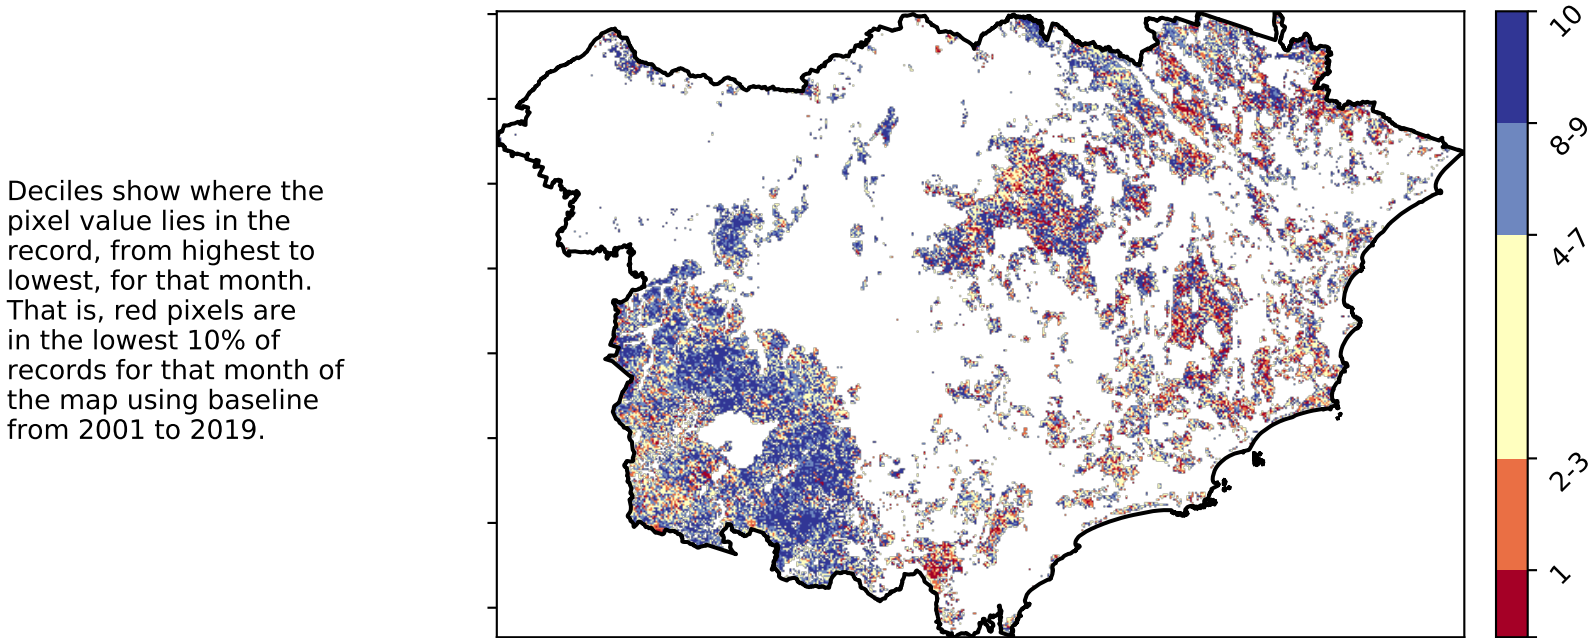 Deciles show where the
pixel value lies in the
record, from highest to
lowest, for that month.
That is, red pixels are
in the lowest 10% of
records for that month of
the map using baseline
from 2001 to 2019.
10
8-9
4-7
2-3
1